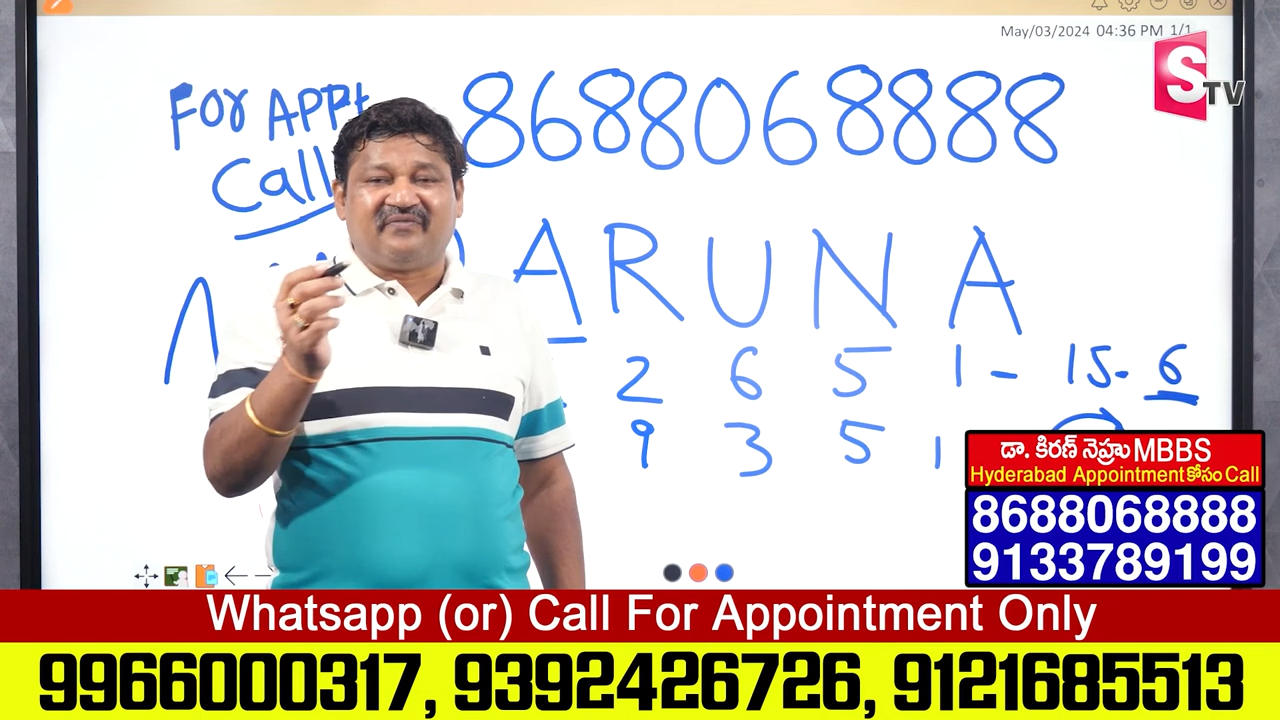 May/03/2024 04:36 PM 1/1
STV
FOR APPt 8688068888
Call
ARUNA
2 6 5 1 - 15 - 6
9 3 5 1
డా. కిరణ్ నెహ్రు MBBS
Hyderabad Appointment కోసం Call
8688068888
9133789199
Whatsapp (or) Call For Appointment Only
9966000317, 9392426726, 9121685513